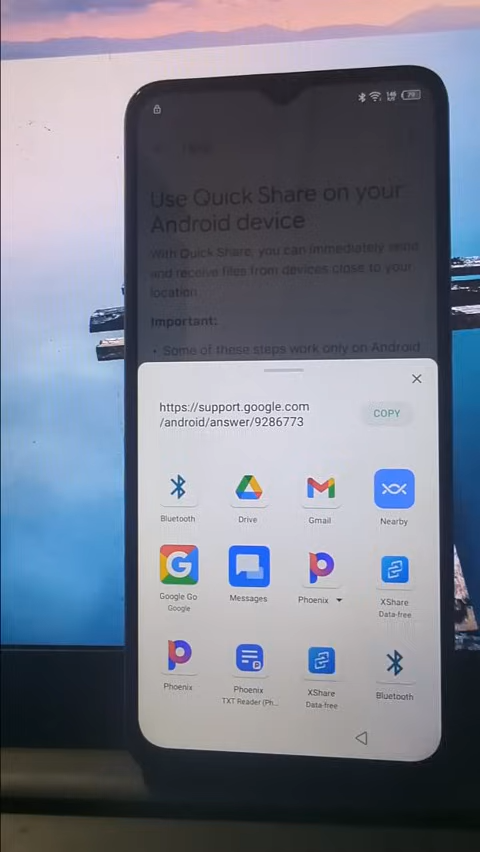 Use Quick Share on your
Android device
With Quick Share, you can immediately send
and receive files from devices close to your
location.
Important:
• Some of these steps work only on Android
https://support.google.com
/android/answer/9286773
COPY
Bluetooth
Drive
Gmail
Nearby
Google Go
Google
Messages
Phoenix
XShare
Data-free
Phoenix
Phoenix
TXT Reader (Ph...
XShare
Data-free
Bluetooth